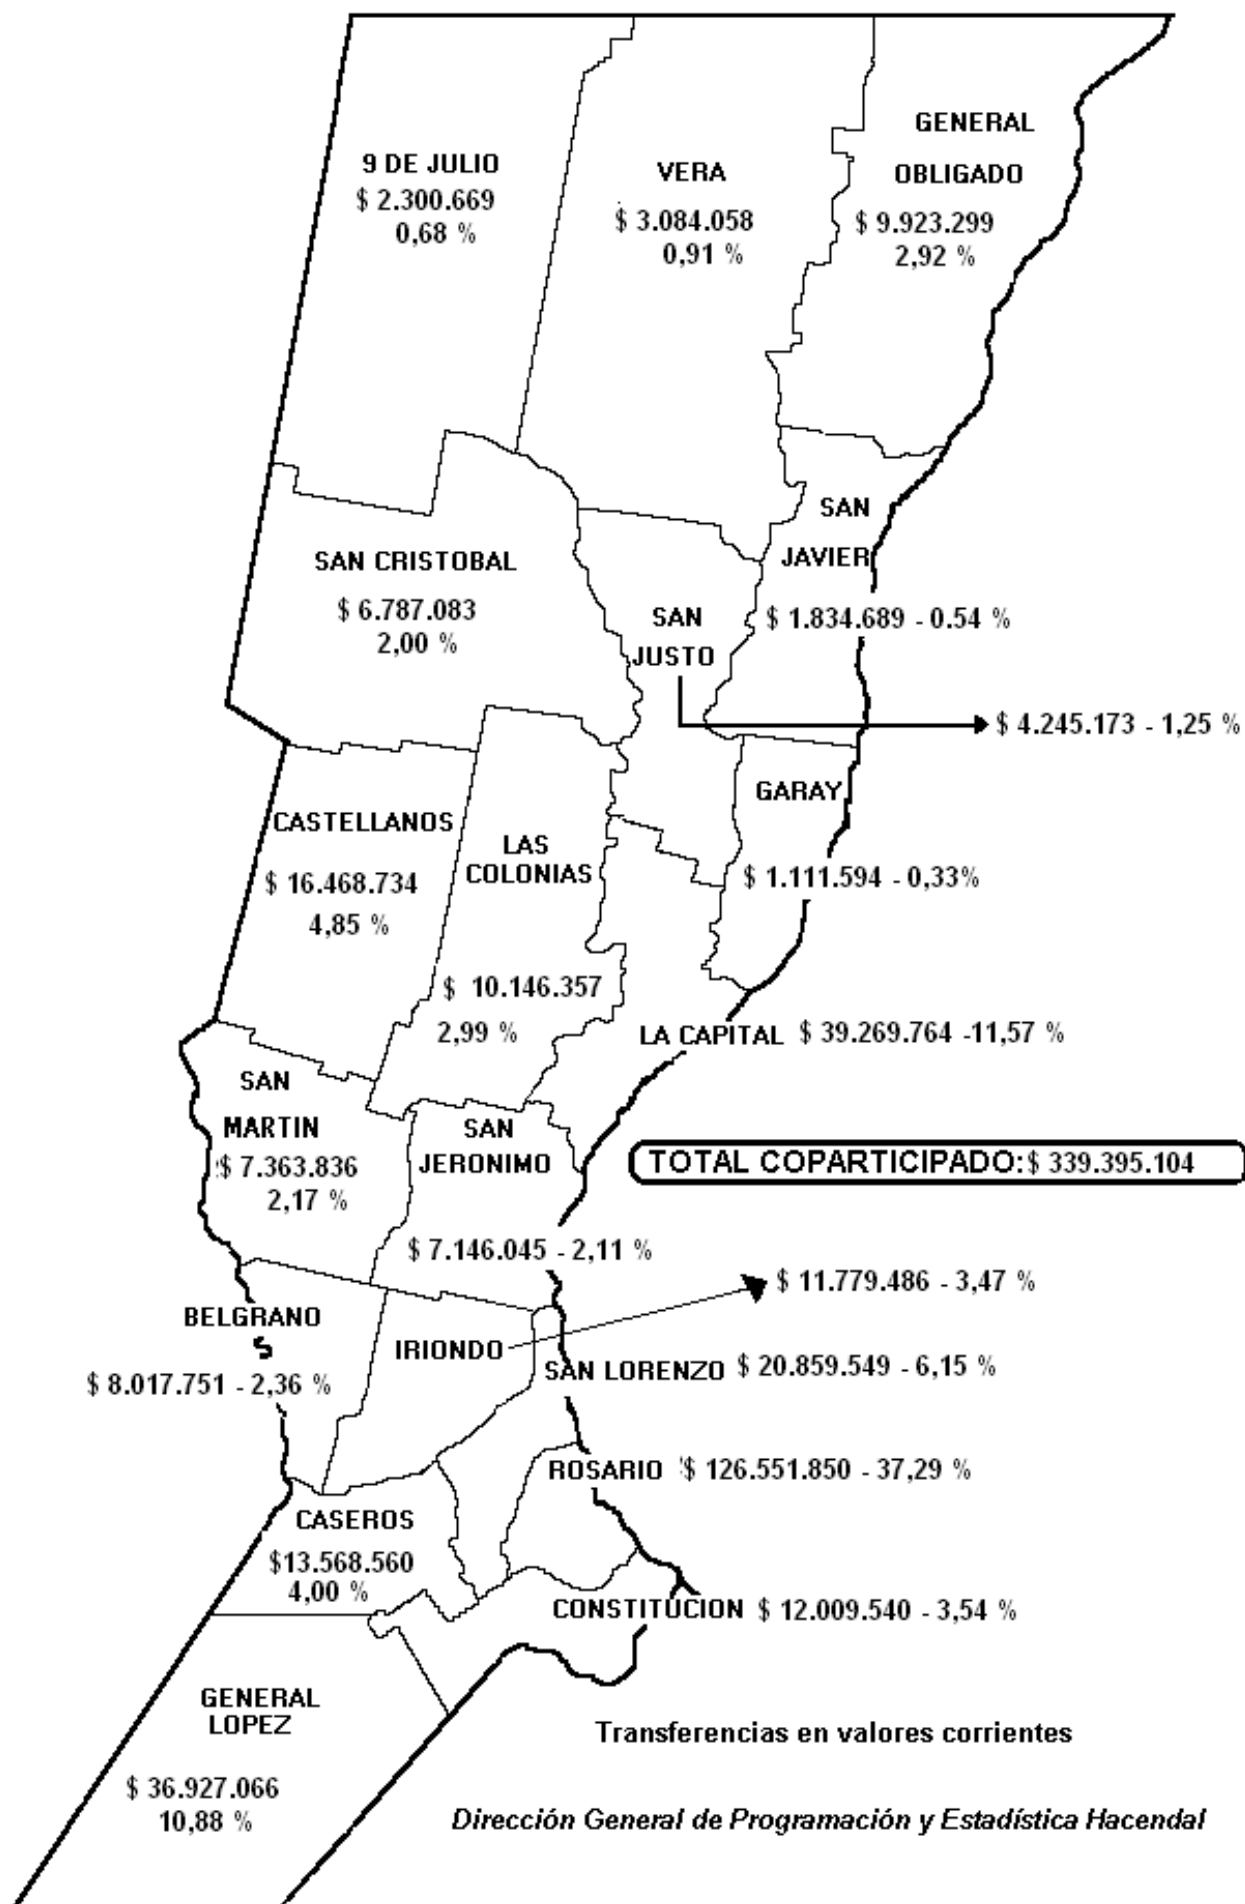 9 DE JULIO
$ 2.300.669
0,68 %
VERA
$ 3.084.058
0,91 %
GENERAL
OBLIGADO
$ 9.923.299
2,92 %
SAN CRISTOBAL
$ 6.787.083
2,00 %
SAN
JUSTO
$ 4.245.173 - 1,25 %
SAN
JAVIER
$ 1.834.689 - 0.54 %
CASTELLANOS
$ 16.468.734
4,85 %
LAS
COLONIAS
$ 10.146.357
2,99 %
GARAY
$ 1.111.594 - 0,33%
LA CAPITAL $ 39.269.764 -11,57 %
SAN
MARTIN
$ 7.363.836
2,17 %
SAN
JERONIMO
$ 7.146.045 - 2,11 %
TOTAL COPARTICIPADO:$ 339.395.104
BELGRANO
S
$ 8.017.751 - 2,36 %
IRIONDO
$ 11.779.486 - 3,47 %
SAN LORENZO $ 20.859.549 - 6,15 %
ROSARIO $ 126.551.850 - 37,29 %
CASEROS
$13.568.560
4,00 %
CONSTITUCION $ 12.009.540 - 3,54 %
GENERAL
LOPEZ
$ 36.927.066
10,88 %
Transferencias en valores corrientes
Dirección General de Programación y Estadística Hacendal